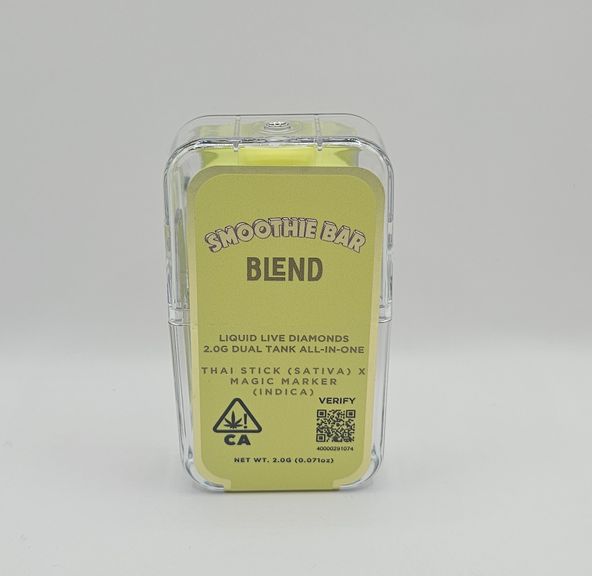 SMOOTHIE BAR
BLEND
LIQUID LIVE DIAMONDS
2.0G DUAL TANK ALL-IN-ONE
THAI STICK (SATIVA) X
MAGIC MARKER
(INDICA)
VERIFY
!
CA
40000291074
NET WT. 2.0G (0.071oz)